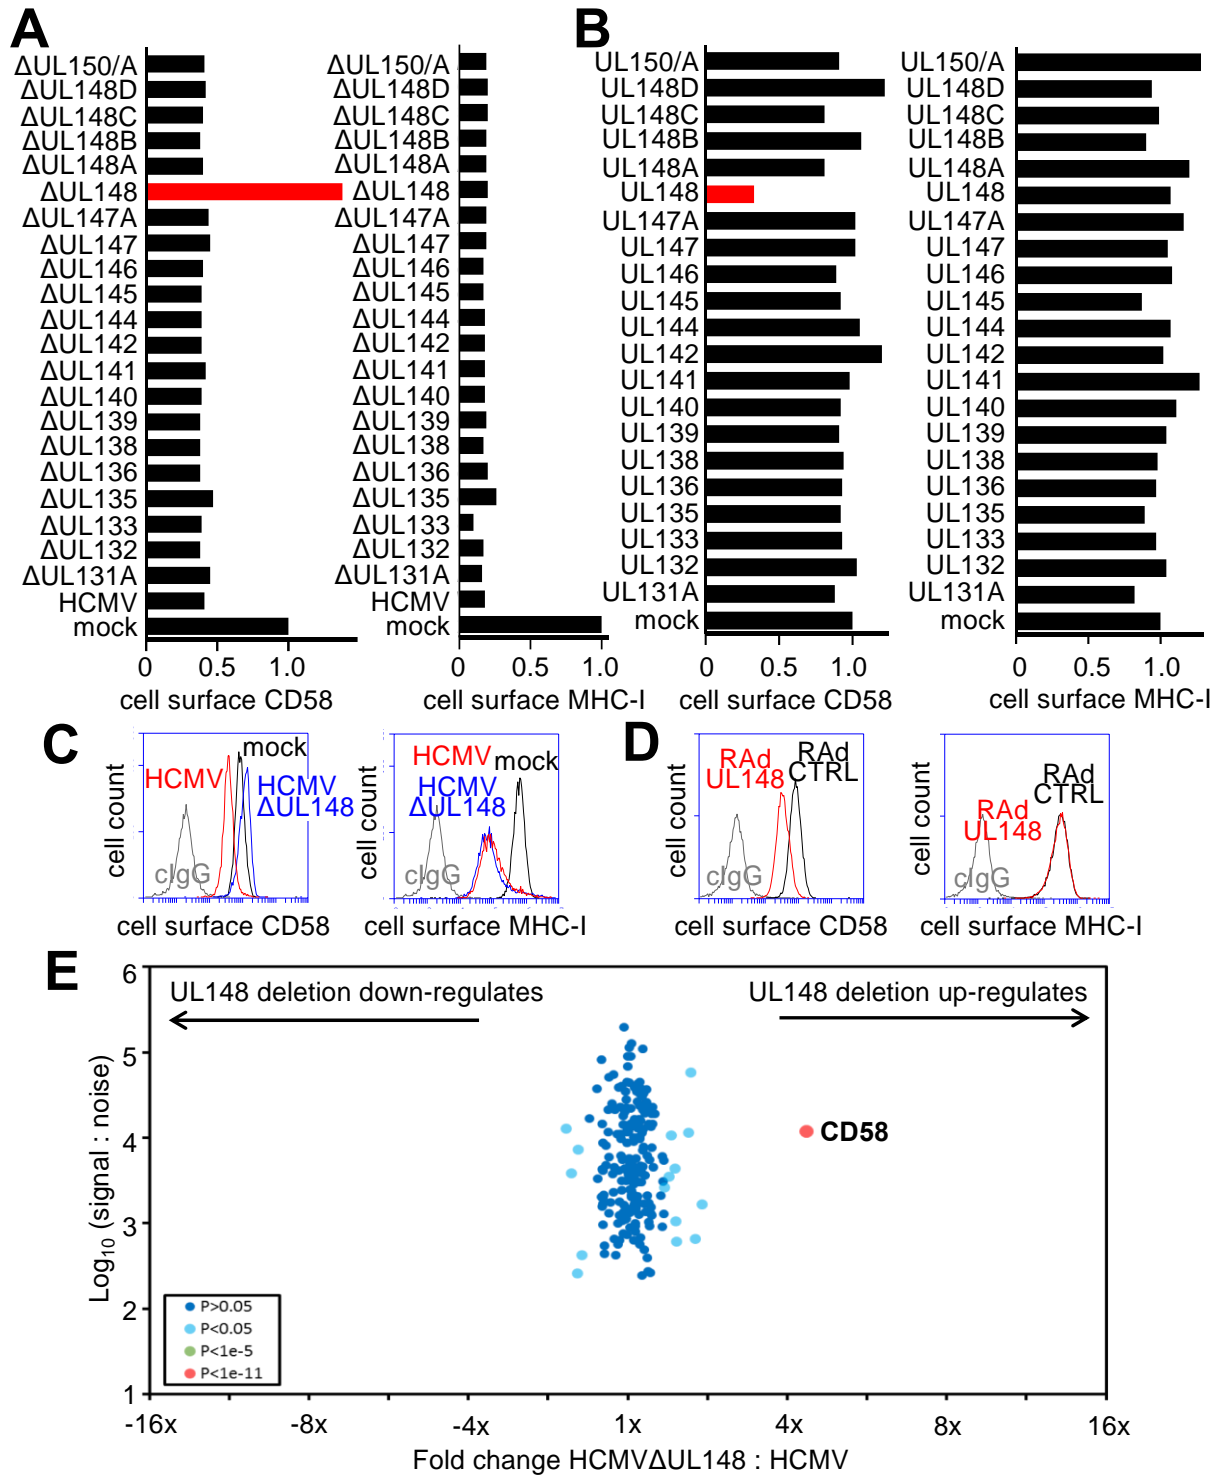 A
ΔUL150/A
ΔUL148D
ΔUL148C
ΔUL148B
ΔUL148A
ΔUL148
ΔUL147A
ΔUL147
ΔUL146
ΔUL145
ΔUL144
ΔUL142
ΔUL141
ΔUL140
ΔUL139
ΔUL138
ΔUL136
ΔUL135
ΔUL133
ΔUL132
ΔUL131A
HCMV
mock
0 0.5 1.0
cell surface CD58
ΔUL150/A
ΔUL148D
ΔUL148C
ΔUL148B
ΔUL148A
ΔUL148
ΔUL147A
ΔUL147
ΔUL146
ΔUL145
ΔUL144
ΔUL142
ΔUL141
ΔUL140
ΔUL139
ΔUL138
ΔUL136
ΔUL135
ΔUL133
ΔUL132
ΔUL131A
HCMV
mock
0 0.5 1.0
cell surface MHC-I
B
UL150/A
UL148D
UL148C
UL148B
UL148A
UL148
UL147A
UL147
UL146
UL145
UL144
UL142
UL141
UL140
UL139
UL138
UL136
UL135
UL133
UL132
UL131A
mock
0 0.5 1.0
cell surface CD58
UL150/A
UL148D
UL148C
UL148B
UL148A
UL148
UL147A
UL147
UL146
UL145
UL144
UL142
UL141
UL140
UL139
UL138
UL136
UL135
UL133
UL132
UL131A
mock
0 0.5 1.0
cell surface MHC-I
C
cell count
HCMV
mock
HCMV
ΔUL148
cIgG
cell surface CD58
cell count
HCMV
mock
HCMV
ΔUL148
cIgG
cell surface MHC-I
D
cell count
RAd
UL148
RAd
CTRL
cIgG
cell surface CD58
cell count
RAd
UL148
RAd
CTRL
cIgG
cell surface MHC-I
E
UL148 deletion down-regulates
UL148 deletion up-regulates
Log10 (signal : noise)
6
5
4
3
2
1
CD58
P>0.05
P<0.05
P<1e-5
P<1e-11
-16x -8x -4x 1x 4x 8x 16x
Fold change HCMVΔUL148 : HCMV